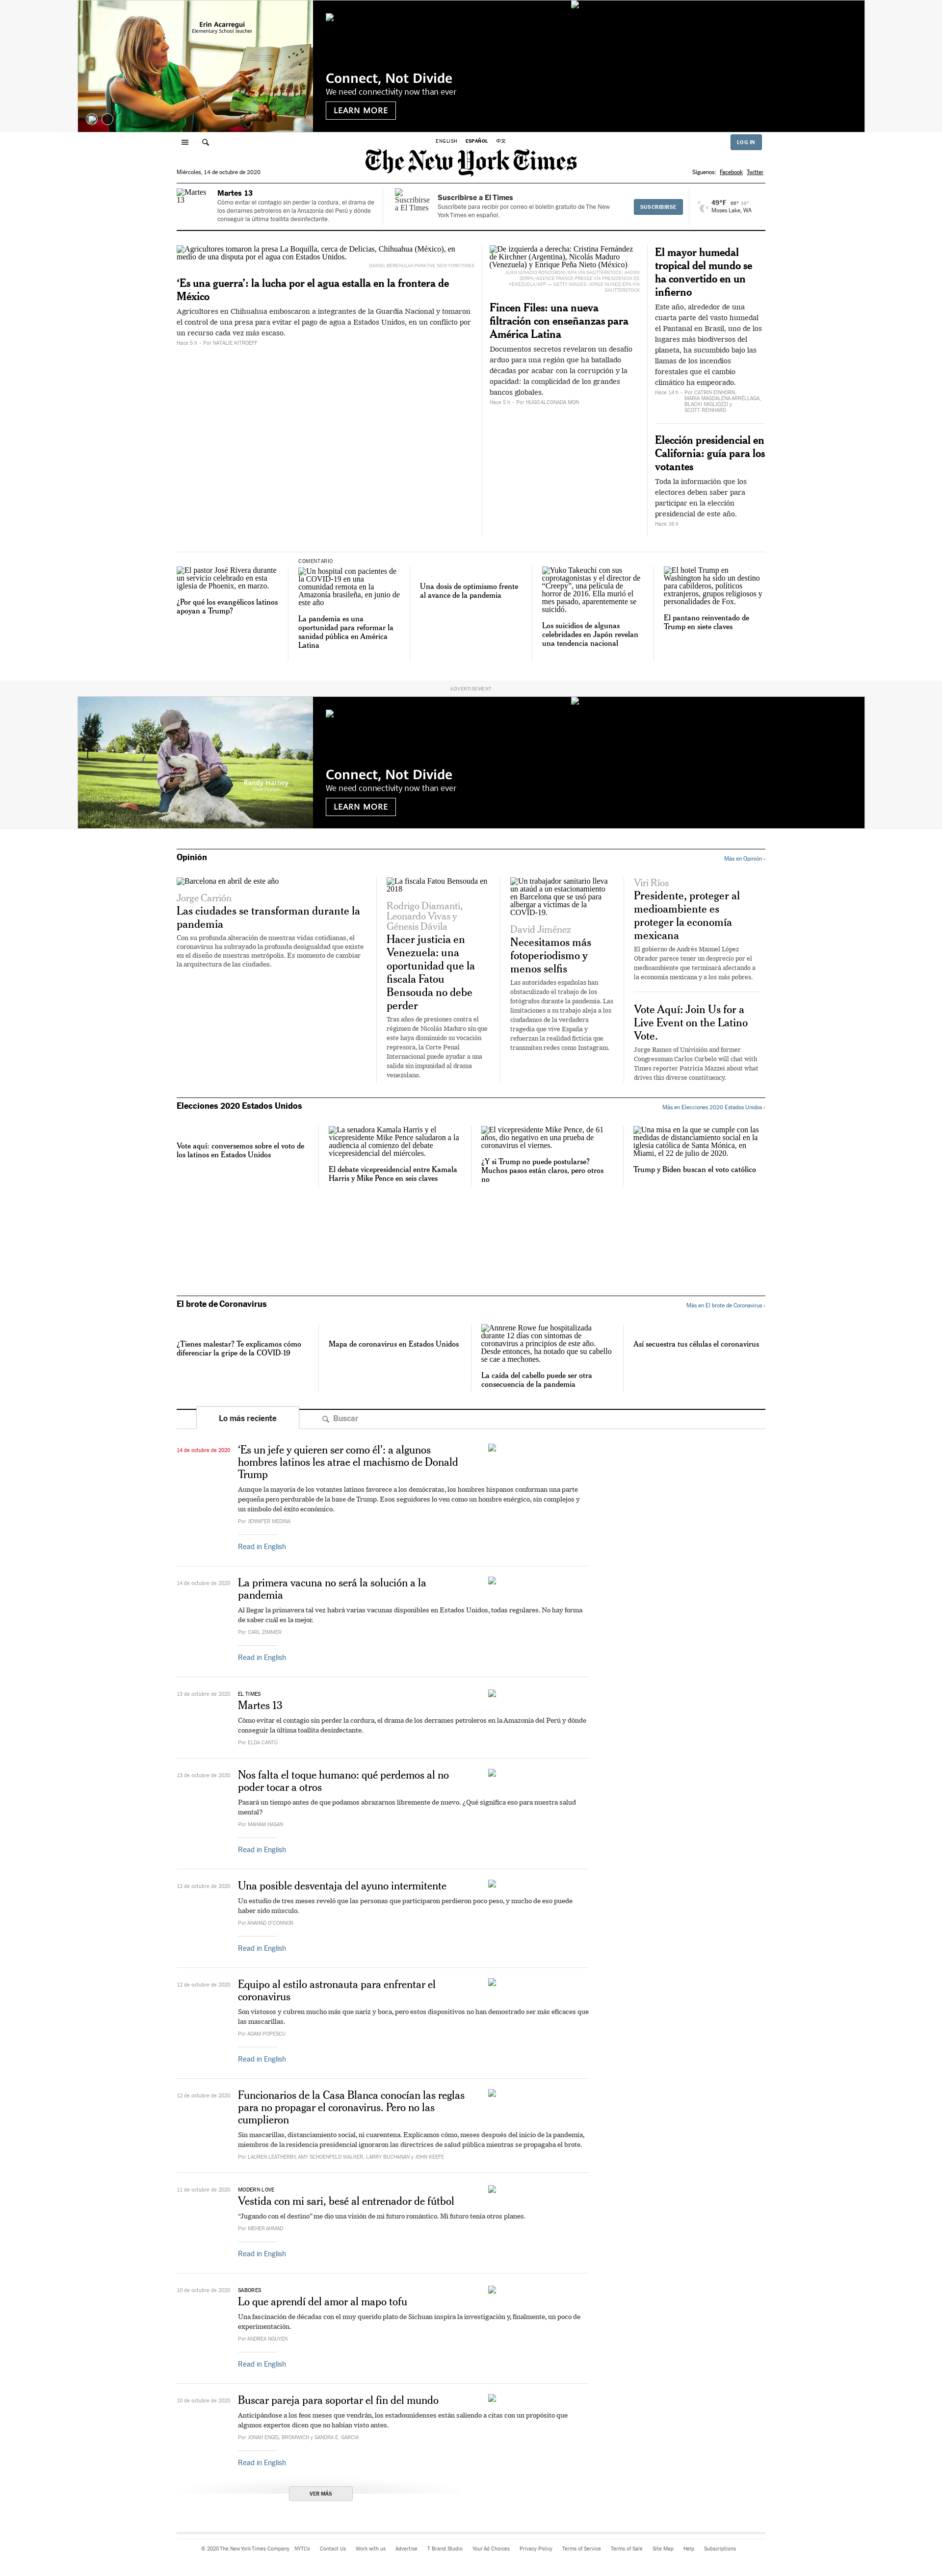 Erin Acarregui
Elementary School teacher
Connect, Not Divide
We need connectivity now than ever
LEARN MORE
ENGLISH ESPAÑOL 中文
LOG IN
The New York Times
Miércoles, 14 de octubre de 2020
Síguenos: Facebook Twitter
Martes 13
Martes 13
Cómo evitar el contagio sin perder la cordura, el drama de
los derrames petroleros en la Amazonía del Perú y dónde
conseguir la última toallita desinfectante.
Suscribirse a El Times
Suscribirse a El Times
Suscríbete para recibir por correo el boletín gratuito de The New
York Times en español.
SUSCRIBIRSE
49°F 66° 39°
Moses Lake, WA
Agricultores tomaron la presa La Boquilla, cerca de Delicias, Chihuahua (México), en
medio de una disputa por el agua con Estados Unidos.
DANIEL BEREHULAK PARA THE NEW YORK TIMES
‘Es una guerra’: la lucha por el agua estalla en la frontera de
México
Agricultores en Chihuahua emboscaron a integrantes de la Guardia Nacional y tomaron
el control de una presa para evitar el pago de agua a Estados Unidos, en un conflicto por
un recurso cada vez más escaso.
Hace 5 h - Por NATALIE KITROEFF
De izquierda a derecha: Cristina Fernández
de Kirchner (Argentina), Nicolás Maduro
(Venezuela) y Enrique Peña Nieto (México)
JUAN IGNACIO RONCORONI/EPA VÍA SHUTTERSTOCK; JHONN
ZERPA/AGENCE FRANCE-PRESSE VÍA PRESIDENCIA DE
VENEZUELA/AFP — GETTY IMAGES; JORGE NUNEZ/EPA VÍA
SHUTTERSTOCK
Fincen Files: una nueva
filtración con enseñanzas para
América Latina
Documentos secretos revelaron un desafío
arduo para una región que ha batallado
décadas por acabar con la corrupción y la
opacidad: la complicidad de los grandes
bancos globales.
Hace 5 h - Por HUGO ALCONADA MON
El mayor humedal
tropical del mundo se
ha convertido en un
infierno
Este año, alrededor de una
cuarta parte del vasto humedal
el Pantanal en Brasil, uno de los
lugares más biodiversos del
planeta, ha sucumbido bajo las
llamas de los incendios
forestales que el cambio
climático ha empeorado.
Hace 14 h - Por CATRIN EINHORN,
MARIA MAGDALENA ARRÉLLAGA,
BLACKI MIGLIOZZI y
SCOTT REINHARD
Elección presidencial en
California: guía para los
votantes
Toda la información que los
electores deben saber para
participar en la elección
presidencial de este año.
Hace 16 h
El pastor José Rivera durante
un servicio celebrado en esta
iglesia de Phoenix, en marzo.
¿Por qué los evangélicos latinos
apoyan a Trump?
COMENTARIO
Un hospital con pacientes de
la COVID-19 en una
comunidad remota en la
Amazonía brasileña, en junio de
este año
La pandemia es una
oportunidad para reformar la
sanidad pública en América
Latina
Una dosis de optimismo frente
al avance de la pandemia
Yuko Takeuchi con sus
coprotagonistas y el director de
“Creepy”, una película de
horror de 2016. Ella murió el
mes pasado, aparentemente se
suicidó.
Los suicidios de algunas
celebridades en Japón revelan
una tendencia nacional
El hotel Trump en
Washington ha sido un destino
para cabilderos, políticos
extranjeros, grupos religiosos y
personalidades de Fox.
El pantano reinventado de
Trump en siete claves
ADVERTISEMENT
Randy Harney
Connect, Not Divide
We need connectivity now than ever
LEARN MORE
Opinión
Más en Opinión ›
Barcelona en abril de este año
Jorge Carrión
Las ciudades se transforman durante la
pandemia
Con su profunda alteración de nuestras vidas cotidianas, el
coronavirus ha subrayado la profunda desigualdad que existe
en el diseño de nuestras metrópolis. Es momento de cambiar
la arquitectura de las ciudades.
La fiscala Fatou Bensouda en
2018
Rodrigo Diamanti,
Leonardo Vivas y
Génesis Dávila
Hacer justicia en
Venezuela: una
oportunidad que la
fiscala Fatou
Bensouda no debe
perder
Tras años de presiones contra el
régimen de Nicolás Maduro sin que
este haya disminuido su vocación
represora, la Corte Penal
Internacional puede ayudar a una
salida sin impunidad al drama
venezolano.
Un trabajador sanitario lleva
un ataúd a un estacionamiento
en Barcelona que se usó para
albergar a víctimas de la
COVID-19.
David Jiménez
Necesitamos más
fotoperiodismo y
menos selfis
Las autoridades españolas han
obstaculizado el trabajo de los
fotógrafos durante la pandemia. Las
limitaciones a su trabajo aleja a los
ciudadanos de la verdadera
tragedia que vive España y
refuerzan la realidad ficticia que
transmiten redes como Instagram.
Viri Ríos
Presidente, proteger al
medioambiente es
proteger la economía
mexicana
El gobierno de Andrés Manuel López
Obrador parece tener un desprecio por el
medioambiente que terminará afectando a
la economía mexicana y a los más pobres.
Vote Aquí: Join Us for a
Live Event on the Latino
Vote.
Jorge Ramos of Univisión and former
Congressman Carlos Curbelo will chat with
Times reporter Patricia Mazzei about what
drives this diverse constituency.
Elecciones 2020 Estados Unidos
Más en Elecciones 2020 Estados Unidos ›
Vote aquí: conversemos sobre el voto de
los latinos en Estados Unidos
La senadora Kamala Harris y el
vicepresidente Mike Pence saludaron a la
audiencia al comienzo del debate
vicepresidencial del miércoles.
El debate vicepresidencial entre Kamala
Harris y Mike Pence en seis claves
El vicepresidente Mike Pence, de 61
años, dio negativo en una prueba de
coronavirus el viernes.
¿Y si Trump no puede postularse?
Muchos pasos están claros, pero otros
no
Una misa en la que se cumple con las
medidas de distanciamiento social en la
iglesia católica de Santa Mónica, en
Miami, el 22 de julio de 2020.
Trump y Biden buscan el voto católico
El brote de Coronavirus
Más en El brote de Coronavirus ›
¿Tienes malestar? Te explicamos cómo
diferenciar la gripe de la COVID-19
Mapa de coronavirus en Estados Unidos
Annrene Rowe fue hospitalizada
durante 12 días con síntomas de
coronavirus a principios de este año.
Desde entonces, ha notado que su cabello
se cae a mechones.
La caída del cabello puede ser otra
consecuencia de la pandemia
Así secuestra tus células el coronavirus
Lo más reciente
Buscar
14 de octubre de 2020
‘Es un jefe y quieren ser como él’: a algunos
hombres latinos les atrae el machismo de Donald
Trump
Aunque la mayoría de los votantes latinos favorece a los demócratas, los hombres hispanos conforman una parte
pequeña pero perdurable de la base de Trump. Esos seguidores lo ven como un hombre enérgico, sin complejos y
un símbolo del éxito económico.
Por JENNIFER MEDINA
Read in English
14 de octubre de 2020
La primera vacuna no será la solución a la
pandemia
Al llegar la primavera tal vez habrá varias vacunas disponibles en Estados Unidos, todas regulares. No hay forma
de saber cuál es la mejor.
Por CARL ZIMMER
Read in English
13 de octubre de 2020
EL TIMES
Martes 13
Cómo evitar el contagio sin perder la cordura, el drama de los derrames petroleros en la Amazonía del Perú y dónde
conseguir la última toallita desinfectante.
Por ELDA CANTÚ
13 de octubre de 2020
Nos falta el toque humano: qué perdemos al no
poder tocar a otros
Pasará un tiempo antes de que podamos abrazarnos libremente de nuevo. ¿Qué significa eso para nuestra salud
mental?
Por MAHAM HASAN
Read in English
12 de octubre de 2020
Una posible desventaja del ayuno intermitente
Un estudio de tres meses reveló que las personas que participaron perdieron poco peso, y mucho de eso puede
haber sido músculo.
Por ANAHAD O’CONNOR
Read in English
12 de octubre de 2020
Equipo al estilo astronauta para enfrentar el
coronavirus
Son vistosos y cubren mucho más que nariz y boca, pero estos dispositivos no han demostrado ser más eficaces que
las mascarillas.
Por ADAM POPESCU
Read in English
12 de octubre de 2020
Funcionarios de la Casa Blanca conocían las reglas
para no propagar el coronavirus. Pero no las
cumplieron
Sin mascarillas, distanciamiento social, ni cuarentena. Explicamos cómo, meses después del inicio de la pandemia,
miembros de la residencia presidencial ignoraron las directrices de salud pública mientras se propagaba el brote.
Por LAUREN LEATHERBY, AMY SCHOENFELD WALKER, LARRY BUCHANAN y JOHN KEEFE
11 de octubre de 2020
MODERN LOVE
Vestida con mi sari, besé al entrenador de fútbol
“Jugando con el destino” me dio una visión de mi futuro romántico. Mi futuro tenía otros planes.
Por MEHER AHMAD
Read in English
10 de octubre de 2020
SABORES
Lo que aprendí del amor al mapo tofu
Una fascinación de décadas con el muy querido plato de Sichuan inspira la investigación y, finalmente, un poco de
experimentación.
Por ANDREA NGUYEN
Read in English
10 de octubre de 2020
Buscar pareja para soportar el fin del mundo
Anticipándose a los feos meses que vendrán, los estadounidenses están saliendo a citas con un propósito que
algunos expertos dicen que no habían visto antes.
Por JONAH ENGEL BROMWICH y SANDRA E. GARCIA
Read in English
VER MÁS
© 2020 The New York Times Company NYTCo Contact Us Work with us Advertise T Brand Studio Your Ad Choices Privacy Policy Terms of Service Terms of Sale Site Map Help Subscriptions